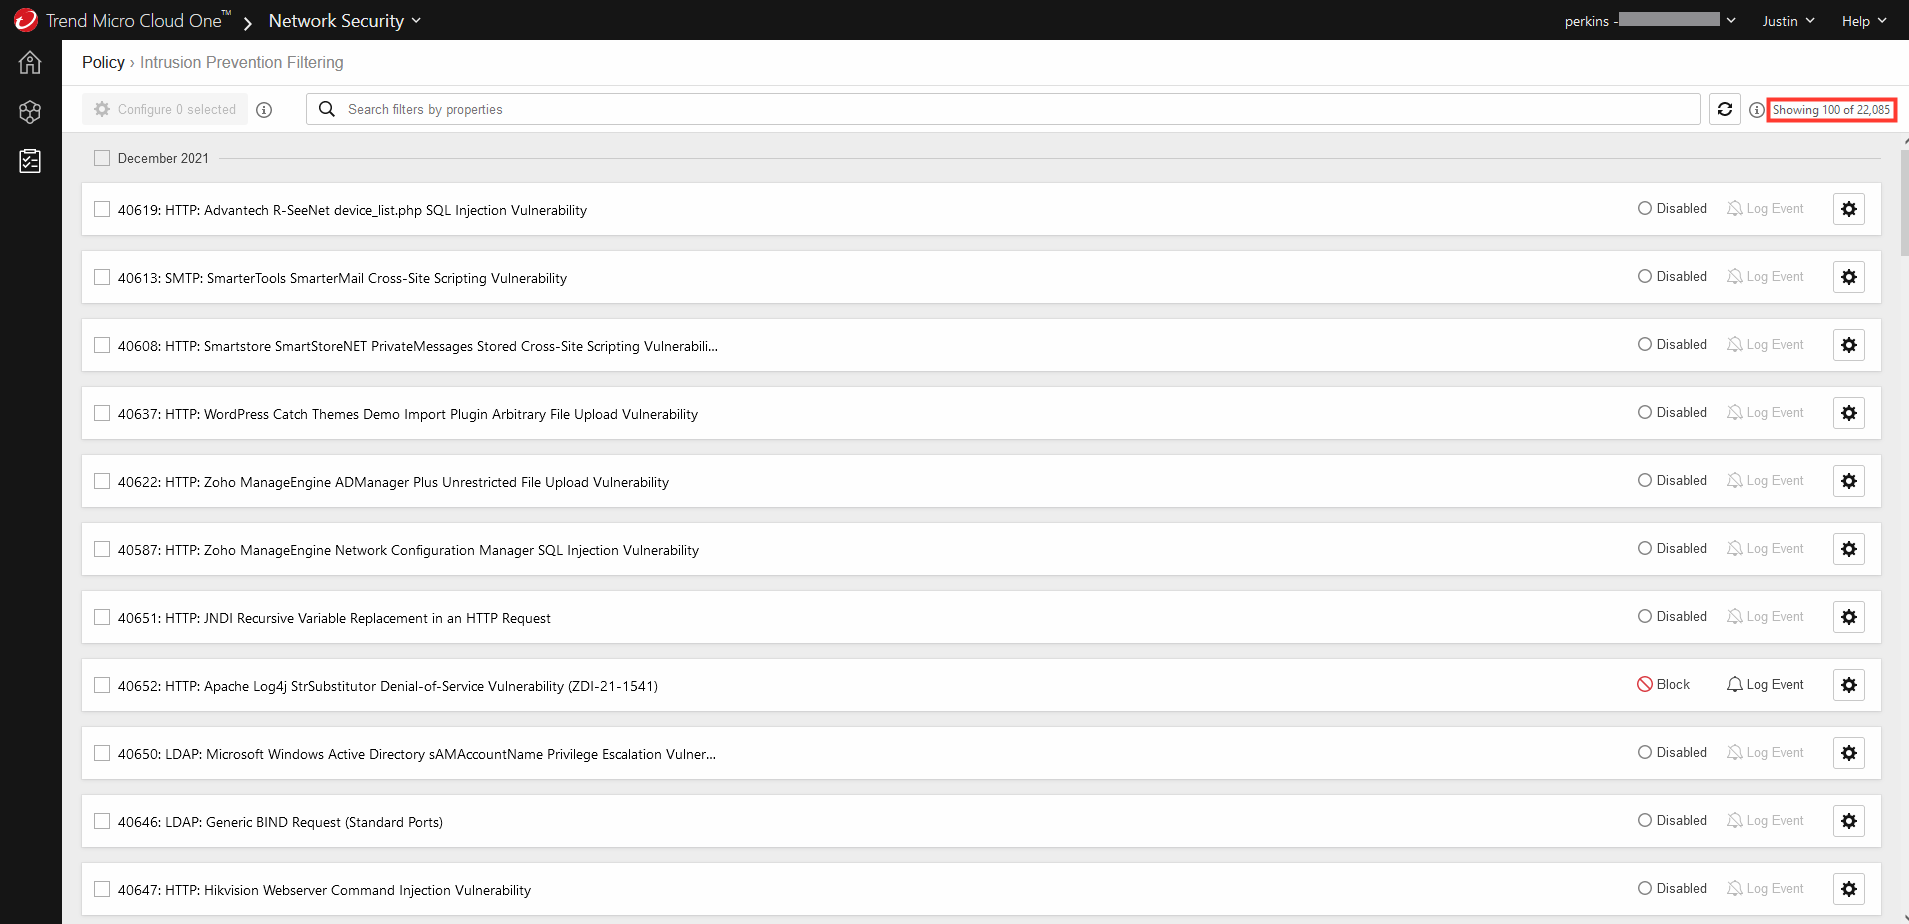 Trend Micro Cloud One™ Network Security perkins - Justin Help
Policy › Intrusion Prevention Filtering
Configure 0 selected Search filters by properties Showing 100 of 22,085
December 2021
40619: HTTP: Advantech R-SeeNet device_list.php SQL Injection Vulnerability Disabled Log Event
40613: SMTP: SmarterTools SmarterMail Cross-Site Scripting Vulnerability Disabled Log Event
40608: HTTP: Smartstore SmartStoreNET PrivateMessages Stored Cross-Site Scripting Vulnerabili... Disabled Log Event
40637: HTTP: WordPress Catch Themes Demo Import Plugin Arbitrary File Upload Vulnerability Disabled Log Event
40622: HTTP: Zoho ManageEngine ADManager Plus Unrestricted File Upload Vulnerability Disabled Log Event
40587: HTTP: Zoho ManageEngine Network Configuration Manager SQL Injection Vulnerability Disabled Log Event
40651: HTTP: JNDI Recursive Variable Replacement in an HTTP Request Disabled Log Event
40652: HTTP: Apache Log4j StrSubstitutor Denial-of-Service Vulnerability (ZDI-21-1541) Block Log Event
40650: LDAP: Microsoft Windows Active Directory sAMAccountName Privilege Escalation Vulner... Disabled Log Event
40646: LDAP: Generic BIND Request (Standard Ports) Disabled Log Event
40647: HTTP: Hikvision Webserver Command Injection Vulnerability Disabled Log Event